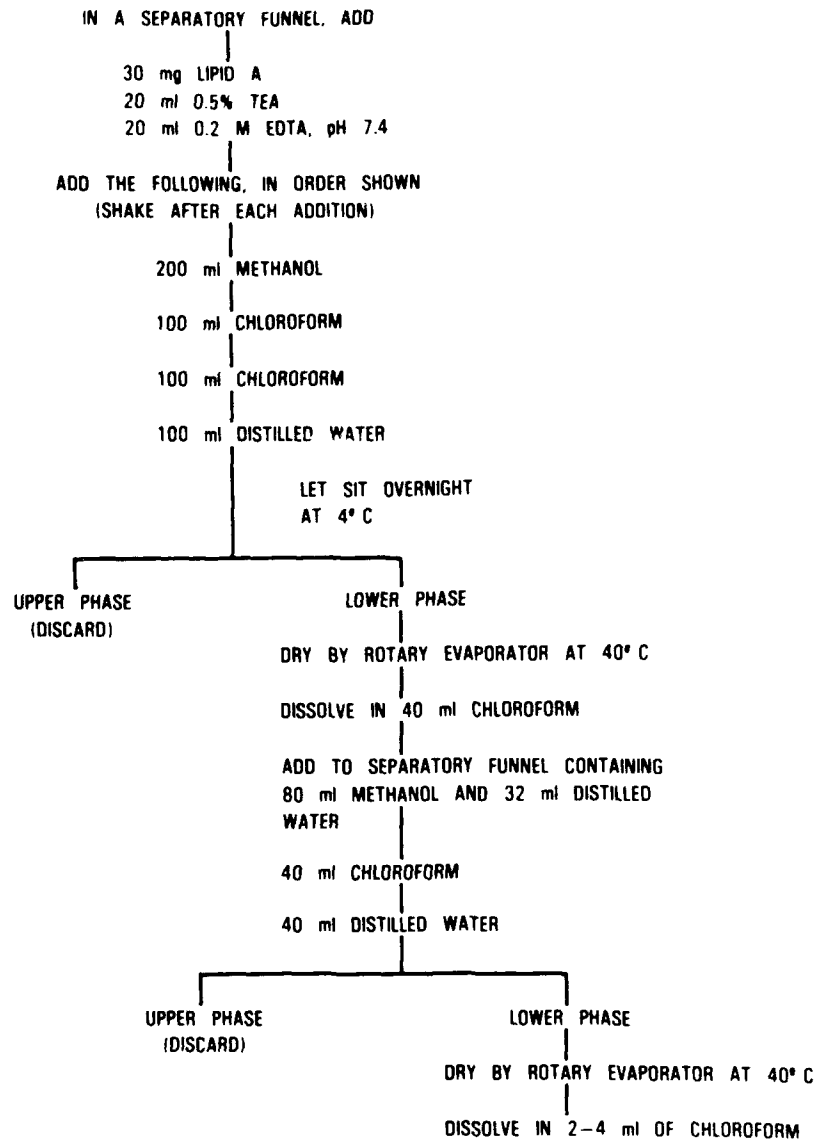 IN A SEPARATORY FUNNEL, ADD
30 mg LIPID A
20 ml 0.5% TEA
20 ml 0.2 M EDTA, pH 7.4
ADD THE FOLLOWING, IN ORDER SHOWN
(SHAKE AFTER EACH ADDITION)
200 ml METHANOL
100 ml CHLOROFORM
100 ml CHLOROFORM
100 ml DISTILLED WATER
LET SIT OVERNIGHT
AT 4° C
UPPER PHASE
(DISCARD)
LOWER PHASE
DRY BY ROTARY EVAPORATOR AT 40° C
DISSOLVE IN 40 ml CHLOROFORM
ADD TO SEPARATORY FUNNEL CONTAINING
80 ml METHANOL AND 32 ml DISTILLED
WATER
40 ml CHLOROFORM
40 ml DISTILLED WATER
UPPER PHASE
(DISCARD)
LOWER PHASE
DRY BY ROTARY EVAPORATOR AT 40° C
DISSOLVE IN 2–4 ml OF CHLOROFORM